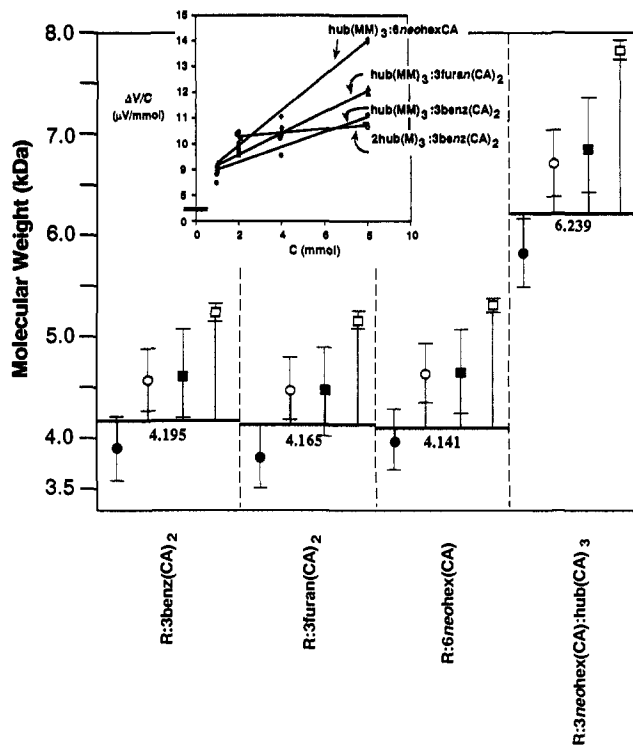 8.0
7.0
6.0
5.0
4.0
3.5
Molecular Weight (kDa)
15
14
13
12
11
10
9
5
0
ΔV/C
(μV/mmol)
hub(MM)3:6neohexCA
hub(MM)3:3furan(CA)2
hub(MM)3:3benz(CA)2
2hub(M)3:3benz(CA)2
0 2 4 6 8 10
C (mmol)
4.195
4.165
4.141
6.239
R:3benz(CA)2
R:3furan(CA)2
R:6neohex(CA)
R:3neohex(CA):hub(CA)3